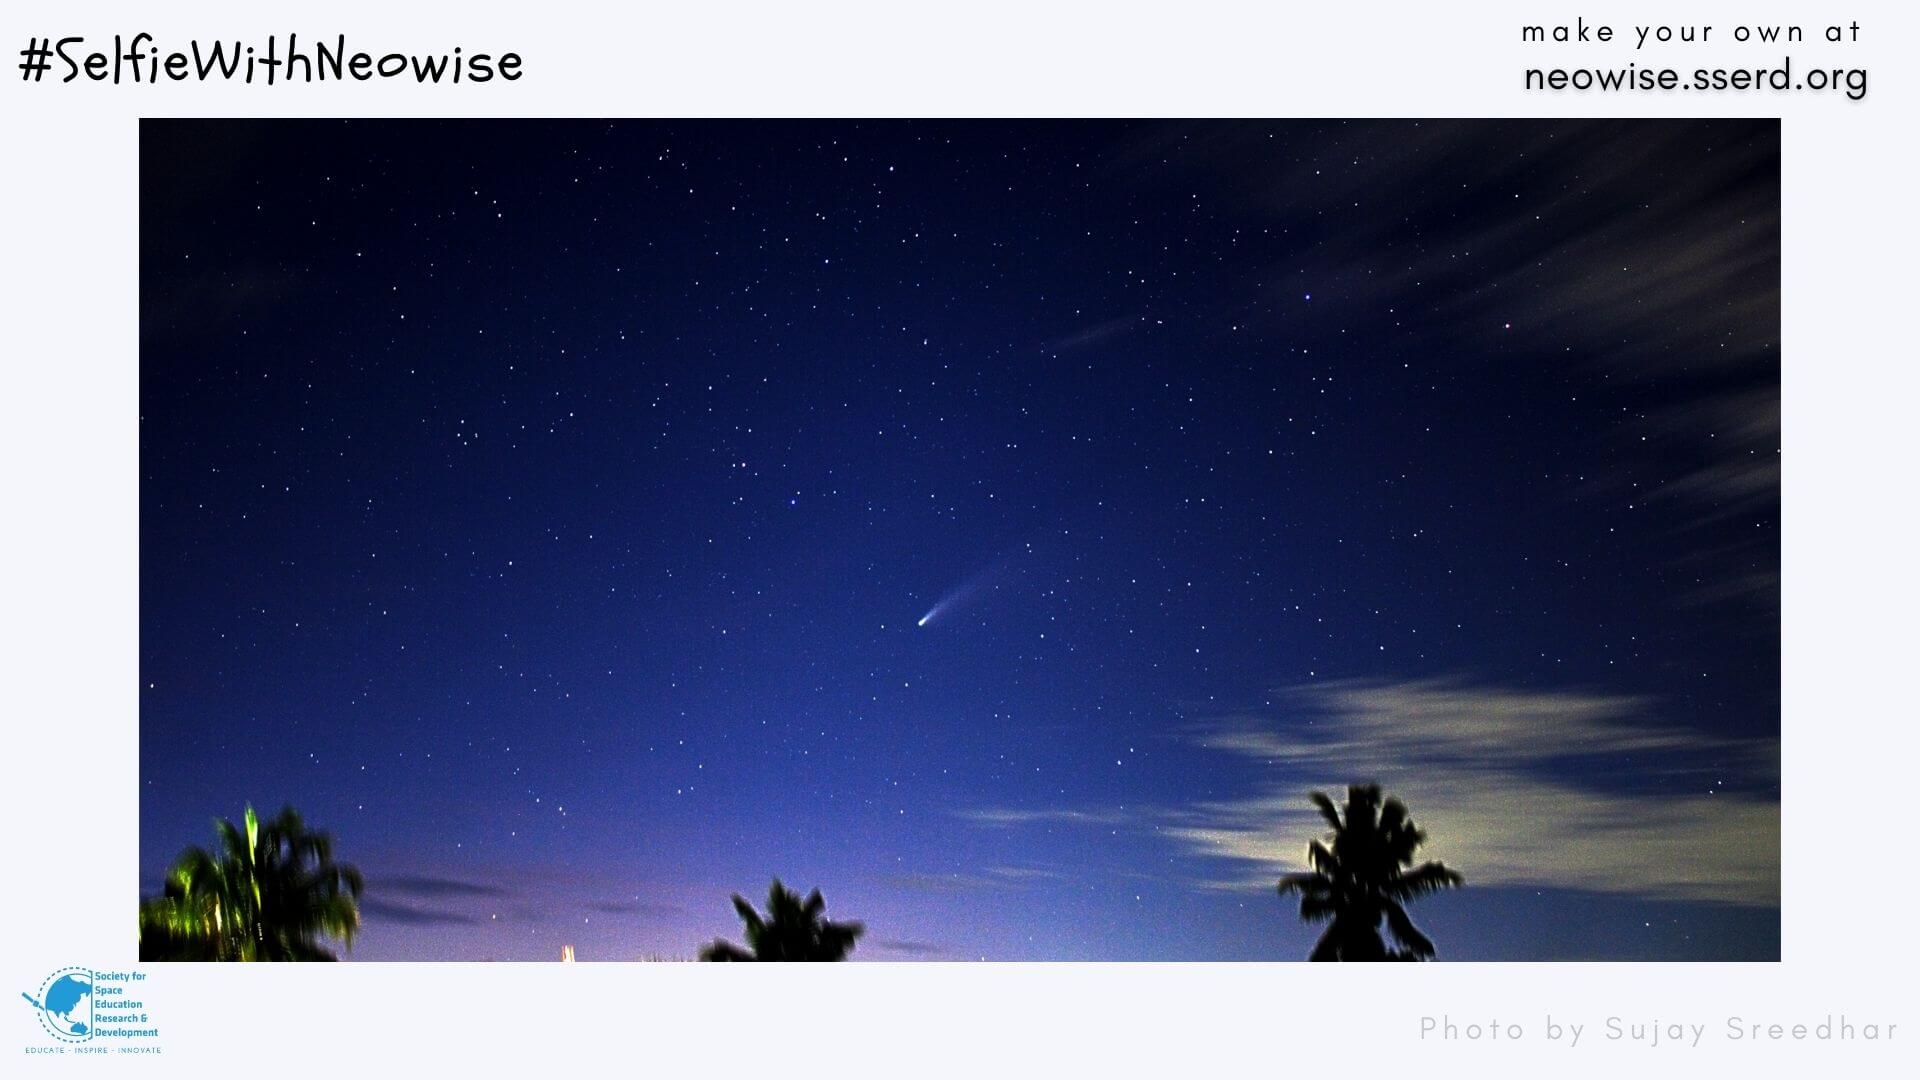 #SelfieWithNeowise
make your own at
neowise.sserd.org
Society for
Space
Education
Research &
Development
EDUCATE - INSPIRE - INNOVATE
Photo by Sujay Sreedhar